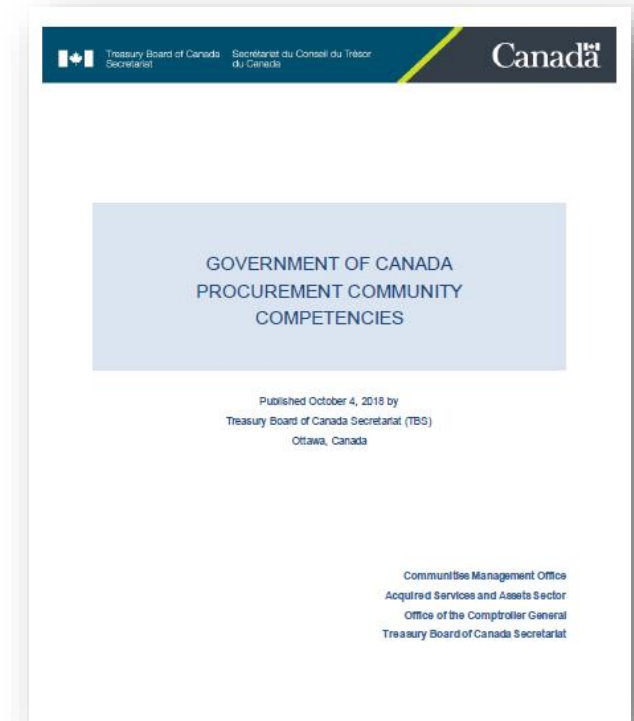 Treasury Board of Canada
Secretariat
Secrétariat du Conseil du Trésor
du Canada
Canada
GOVERNMENT OF CANADA
PROCUREMENT COMMUNITY
COMPETENCIES
Published October 4, 2018 by
Treasury Board of Canada Secretariat (TBS)
Ottawa, Canada
Communities Management Office
Acquired Services and Assets Sector
Office of the Comptroller General
Treasury Board of Canada Secretariat